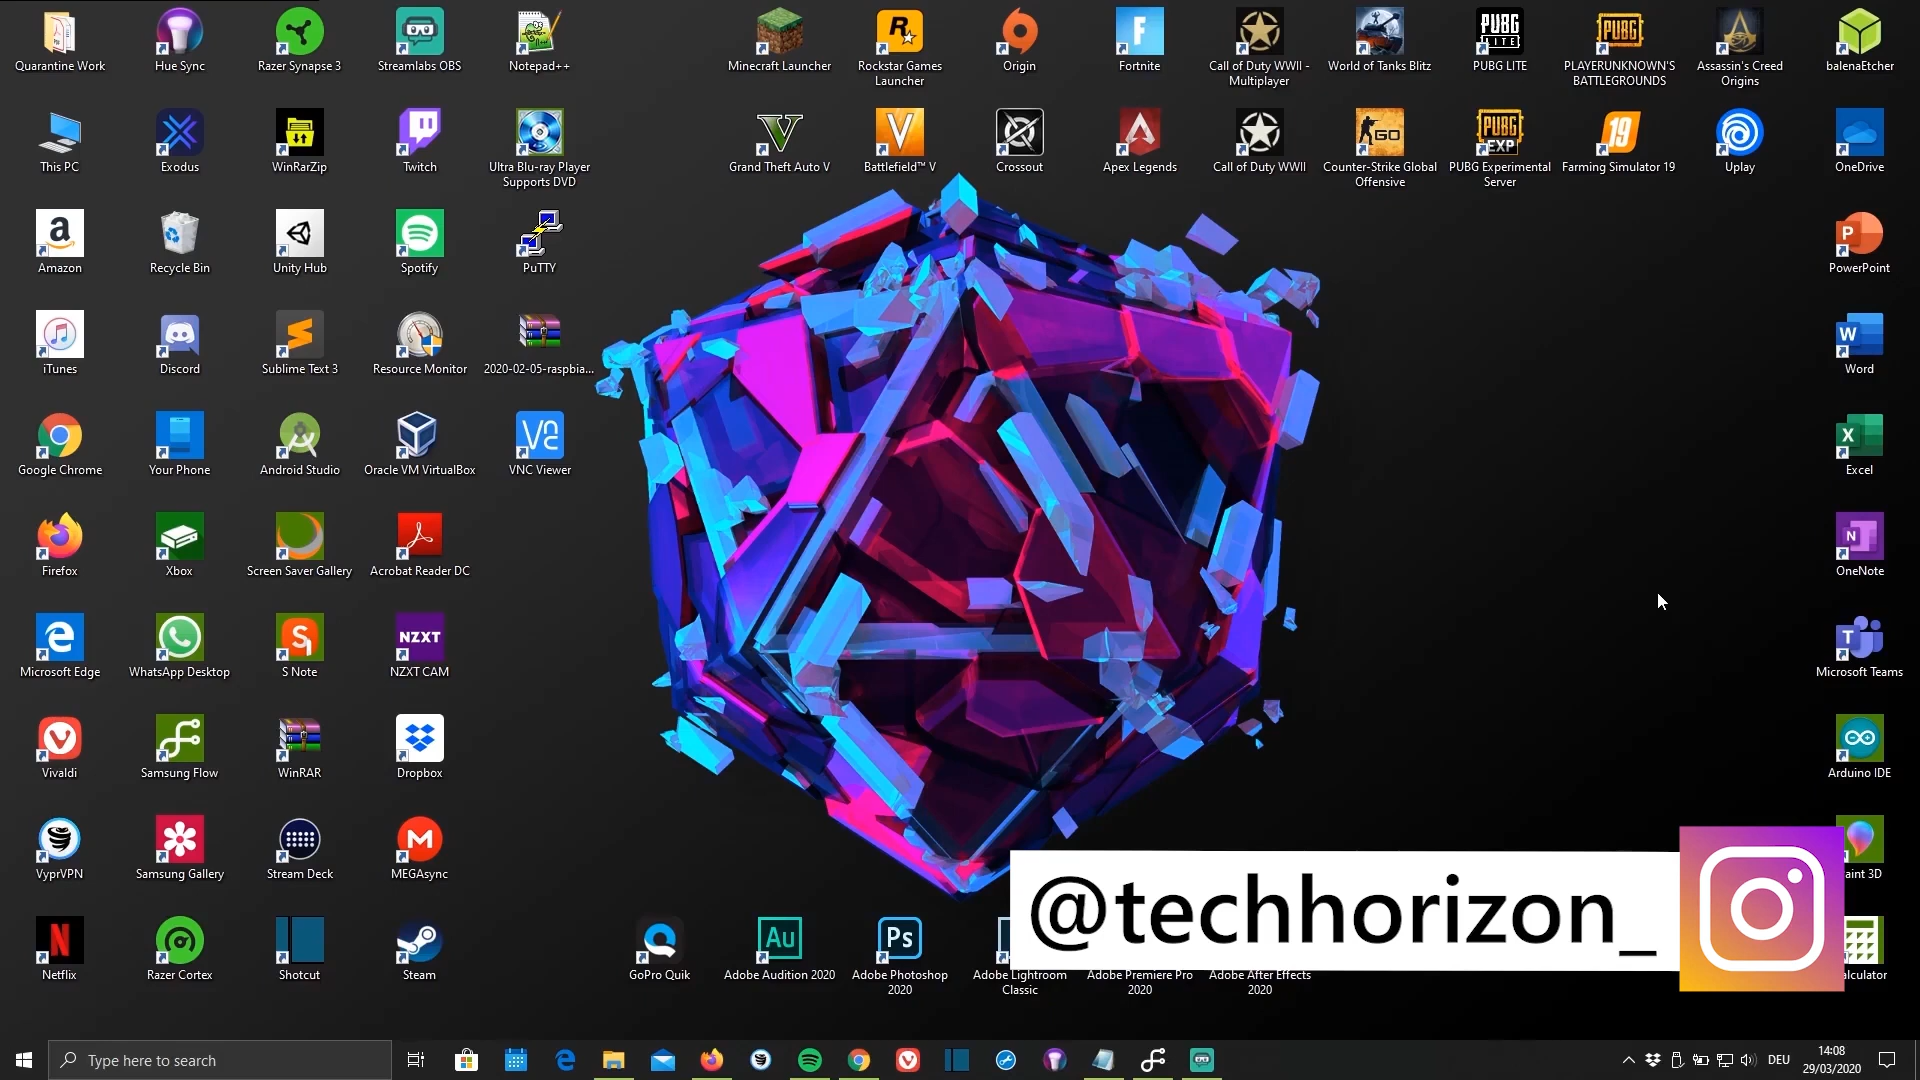 Quarantine Work
Hue Sync
Razer Synapse 3
Streamlabs OBS
Notepad++
Minecraft Launcher
Rockstar Games
Launcher
Origin
Fortnite
Call of Duty WWII -
Multiplayer
World of Tanks Blitz
PUBG LITE
PLAYERUNKNOWN'S
BATTLEGROUNDS
Assassin's Creed
Origins
balenaEtcher
This PC
Exodus
WinRarZip
Twitch
Ultra Blu-ray Player
Supports DVD
Grand Theft Auto V
Battlefield™ V
Crossout
Apex Legends
Call of Duty WWII
Counter-Strike Global
Offensive
PUBG Experimental
Server
Farming Simulator 19
Uplay
OneDrive
Amazon
Recycle Bin
Unity Hub
Spotify
PuTTY
PowerPoint
iTunes
Discord
Sublime Text 3
Resource Monitor
2020-02-05-raspbia...
Word
Google Chrome
Your Phone
Android Studio
Oracle VM VirtualBox
VNC Viewer
Excel
Firefox
Xbox
Screen Saver Gallery
Acrobat Reader DC
OneNote
Microsoft Edge
WhatsApp Desktop
S Note
NZXT
NZXT CAM
Microsoft Teams
Vivaldi
Samsung Flow
WinRAR
Dropbox
Arduino IDE
VyprVPN
Samsung Gallery
Stream Deck
MEGAsync
aint 3D
@techhorizon_
Netflix
Razer Cortex
Shotcut
Steam
GoPro Quik
Au
Adobe Audition 2020
Ps
Adobe Photoshop
2020
Adobe Lightroom
Classic
Adobe Premiere Pro
2020
Adobe After Effects
2020
alculator
Type here to search
DEU
14:08
29/03/2020